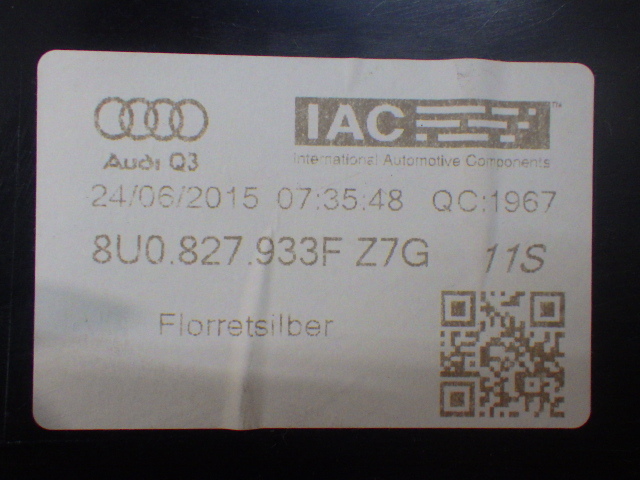 Audi Q3
IAC™
International Automotive Components
24/06/2015 07:35:48 QC:1967
8U0.827.933F Z7G 11S
Florretsilber